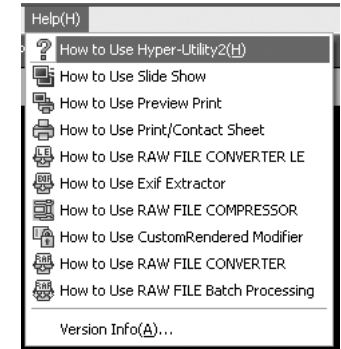 Help(H)
How to Use Hyper-Utility2(H)
How to Use Slide Show
How to Use Preview Print
How to Use Print/Contact Sheet
How to Use RAW FILE CONVERTER LE
How to Use Exif Extractor
How to Use RAW FILE COMPRESSOR
How to Use CustomRendered Modifier
How to Use RAW FILE CONVERTER
How to Use RAW FILE Batch Processing
Version Info(A)...